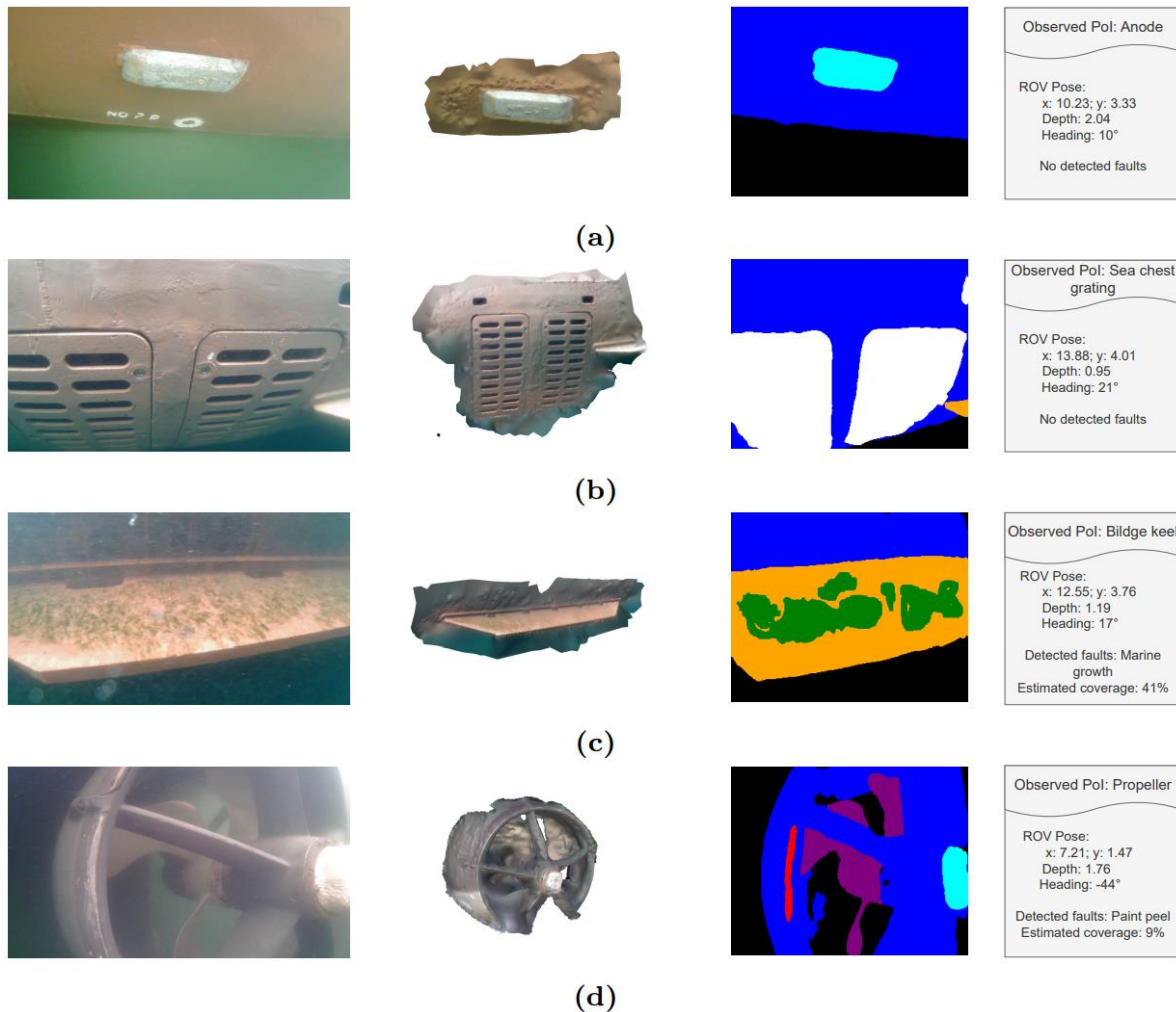 Observed PoI: Anode
ROV Pose:
x: 10.23; y: 3.33
Depth: 2.04
Heading: 10°
No detected faults
(a)
Observed PoI: Sea chest
grating
ROV Pose:
x: 13.88; y: 4.01
Depth: 0.95
Heading: 21°
No detected faults
(b)
Observed PoI: Bildge keel
ROV Pose:
x: 12.55; y: 3.76
Depth: 1.19
Heading: 17°
Detected faults: Marine
growth
Estimated coverage: 41%
(c)
Observed PoI: Propeller
ROV Pose:
x: 7.21; y: 1.47
Depth: 1.76
Heading: -44°
Detected faults: Paint peel
Estimated coverage: 9%
(d)